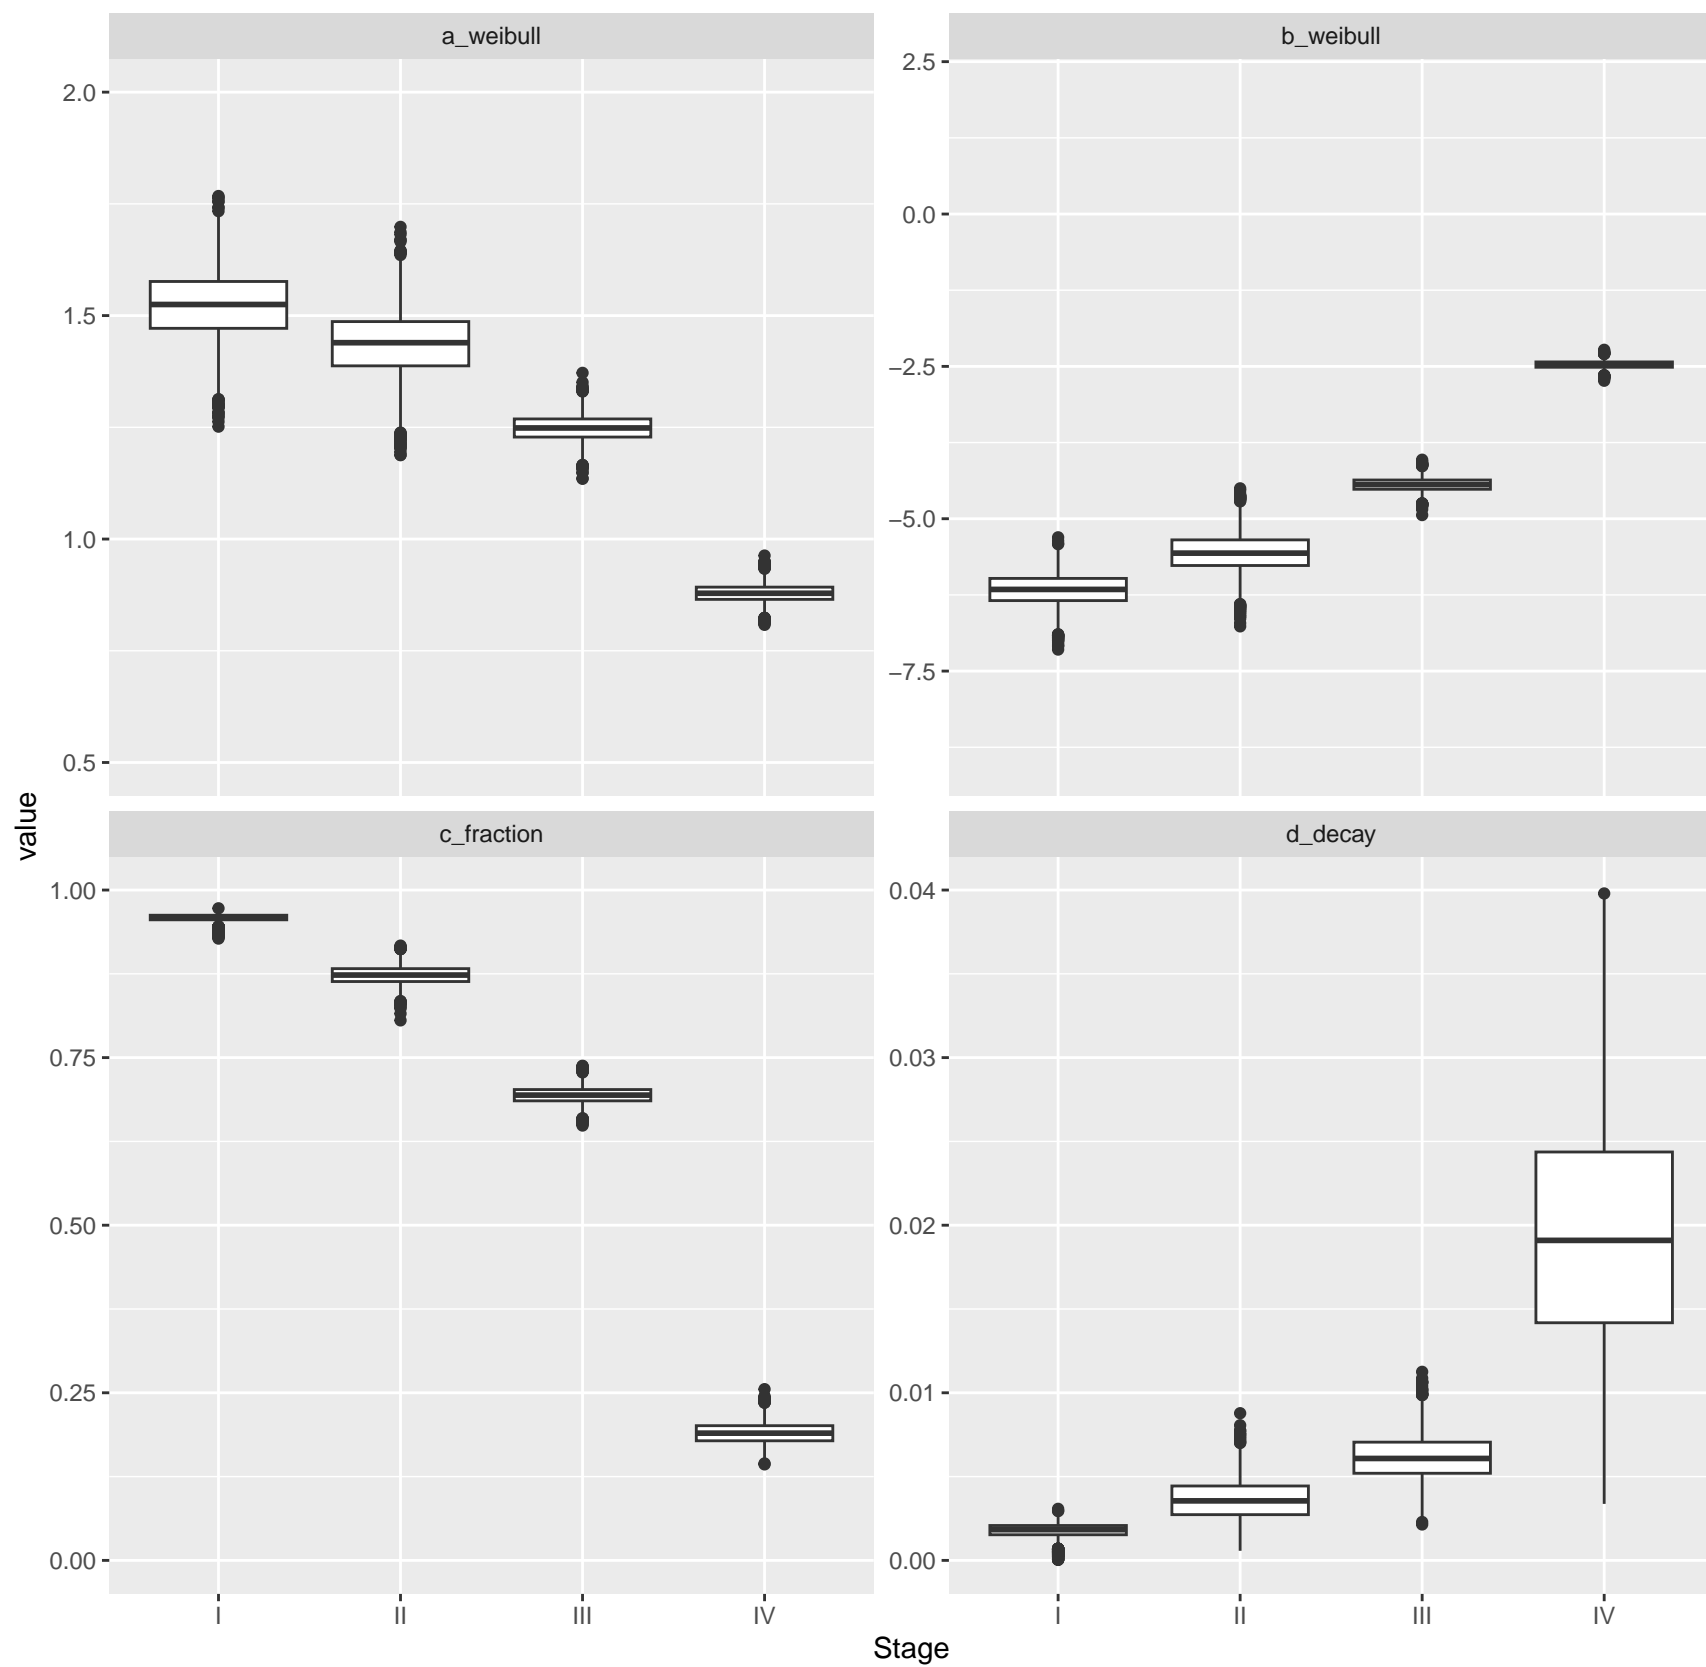 a_weibull
2.0
1.5
1.0
0.5
b_weibull
2.5
0.0
−2.5
−5.0
−7.5
value
c_fraction
1.00
0.75
0.50
0.25
0.00
I II III IV
d_decay
0.04
0.03
0.02
0.01
0.00
I II III IV
Stage